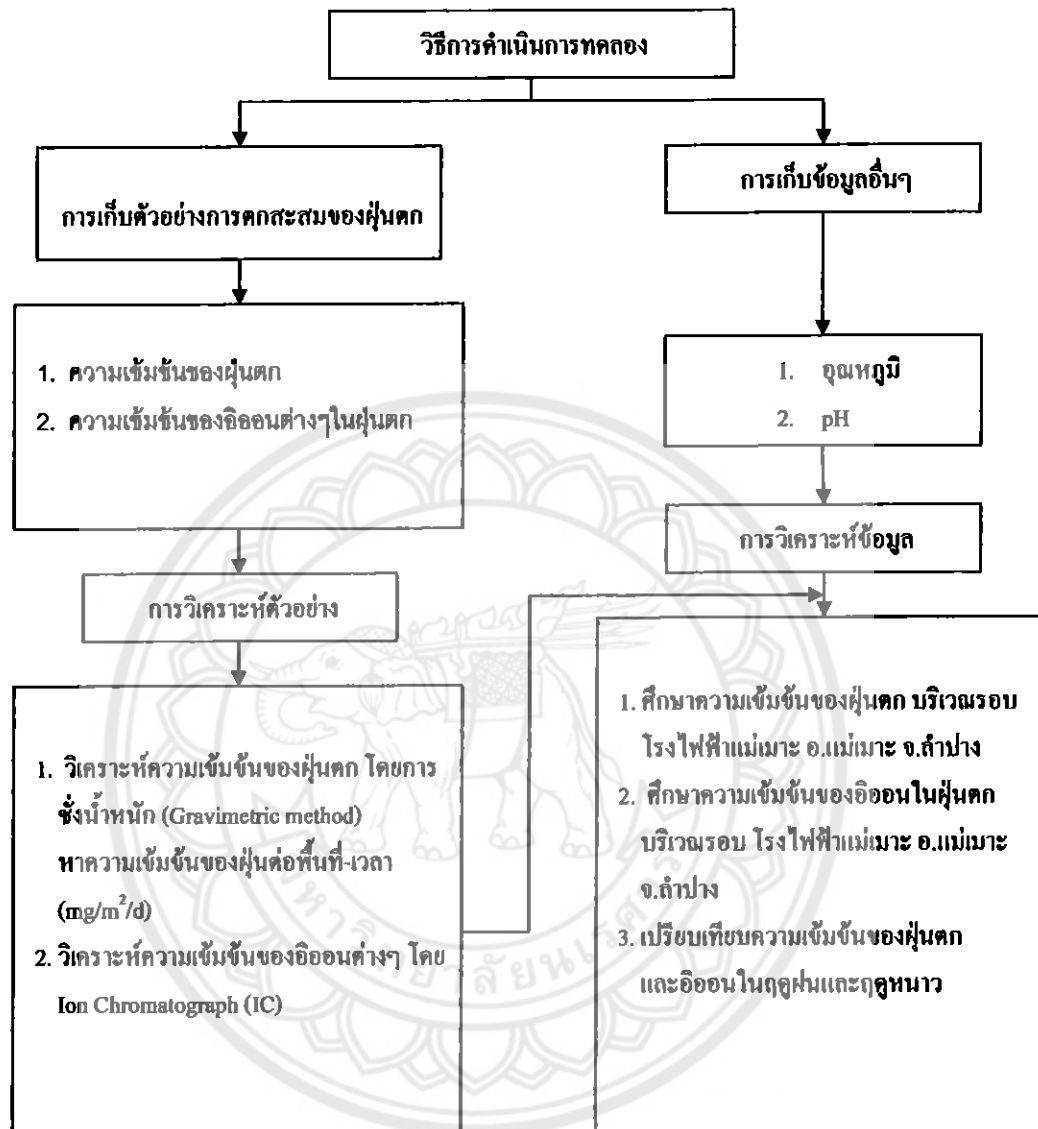 วิธีการดำเนินการทดลอง
การเก็บตัวอย่างการตกสะสมของฝุ่นตก
การเก็บข้อมูลอื่นๆ
1. ความเข้มข้นของฝุ่นตก
2. ความเข้มข้นของอิออนต่างๆในฝุ่นตก
1. อุณหภูมิ
2. pH
การวิเคราะห์ข้อมูล
การวิเคราะห์ตัวอย่าง
1. วิเคราะห์ความเข้มข้นของฝุ่นตก โดยการ
ชั่งน้ำหนัก (Gravimetric method)
หาความเข้มข้นของฝุ่นต่อพื้นที่-เวลา
(mg/m²/d)
2. วิเคราะห์ความเข้มข้นของอิออนต่างๆ โดย
Ion Chromatograph (IC)
1. ศึกษาความเข้มข้นของฝุ่นตก บริเวณรอบ
โรงไฟฟ้าแม่เมาะ อ.แม่เมาะ จ.ลำปาง
2. ศึกษาความเข้มข้นของอิออนในฝุ่นตก
บริเวณรอบ โรงไฟฟ้าแม่เมาะ อ.แม่เมาะ
จ.ลำปาง
3. เปรียบเทียบความเข้มข้นของฝุ่นตก
และอิออนในฤดูฝนและฤดูหนาว
มหาวิทยาลัยนเรศวร